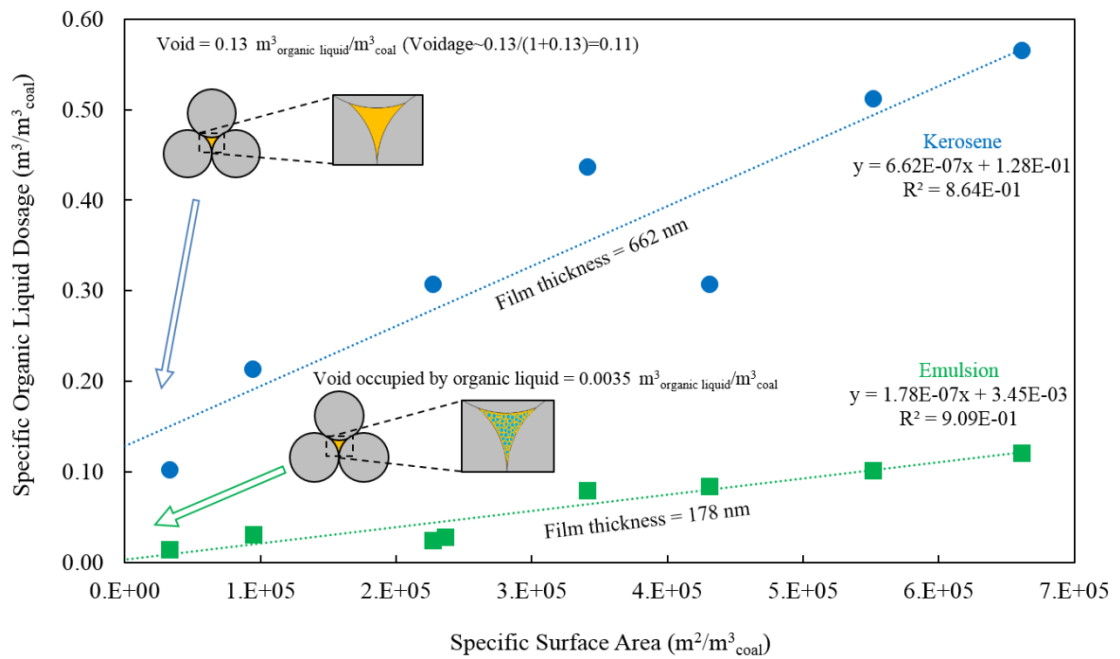 Void = 0.13 m³organic liquid/m³coal (Voidage~0.13/(1+0.13)=0.11)
Kerosene
y = 6.62E-07x + 1.28E-01
R² = 8.64E-01
Film thickness = 662 nm
Void occupied by organic liquid = 0.0035 m³organic liquid/m³coal
Emulsion
y = 1.78E-07x + 3.45E-03
R² = 9.09E-01
Film thickness = 178 nm
Specific Organic Liquid Dosage (m³/m³coal)
0.60
0.50
0.40
0.30
0.20
0.10
0.00
0.E+00 1.E+05 2.E+05 3.E+05 4.E+05 5.E+05 6.E+05 7.E+05
Specific Surface Area (m²/m³coal)